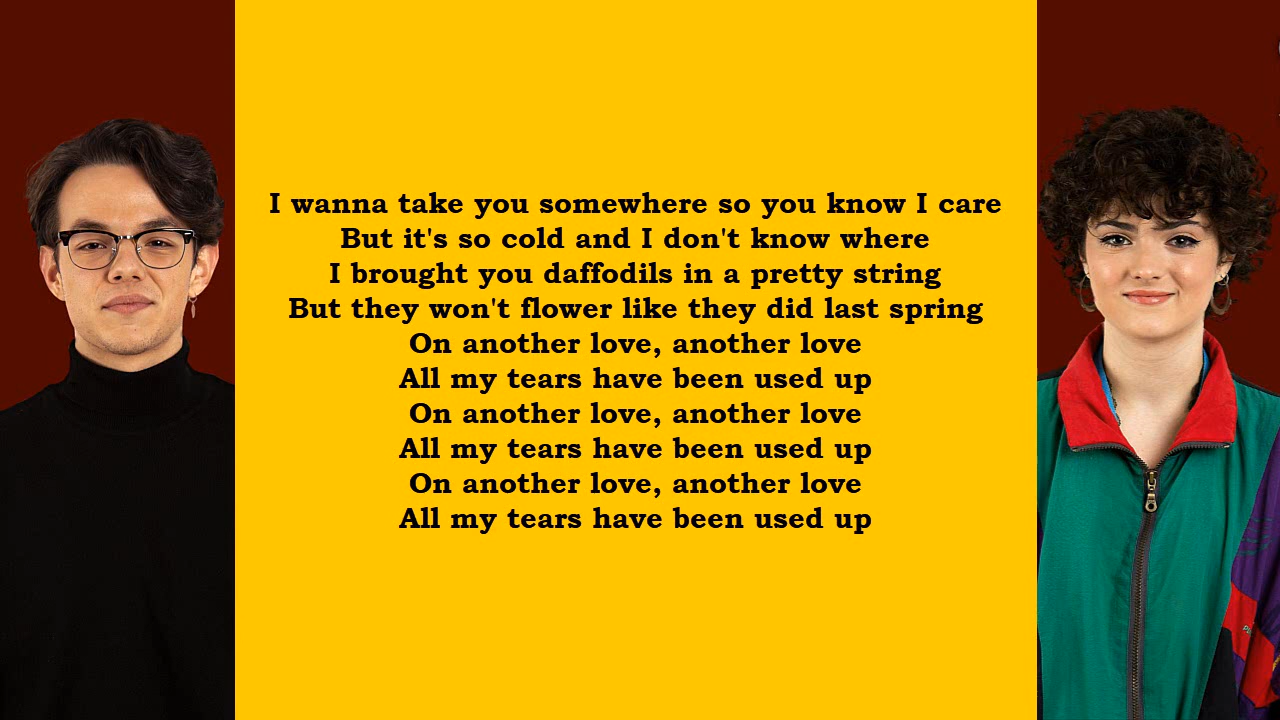 I wanna take you somewhere so you know I care
But it's so cold and I don't know where
I brought you daffodils in a pretty string
But they won't flower like they did last spring
On another love, another love
All my tears have been used up
On another love, another love
All my tears have been used up
On another love, another love
All my tears have been used up